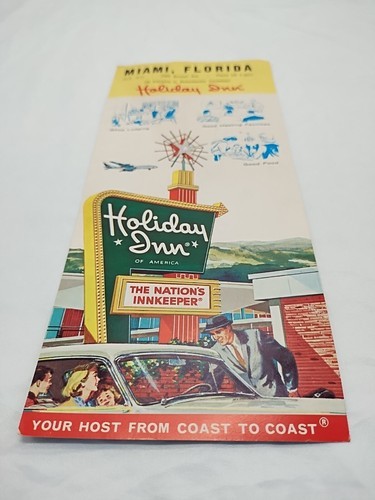 MIAMI, FLORIDA
Holiday Inn
Holiday
Inn®
OF AMERICA
THE NATION'S
INNKEEPER®
YOUR HOST FROM COAST TO COAST®